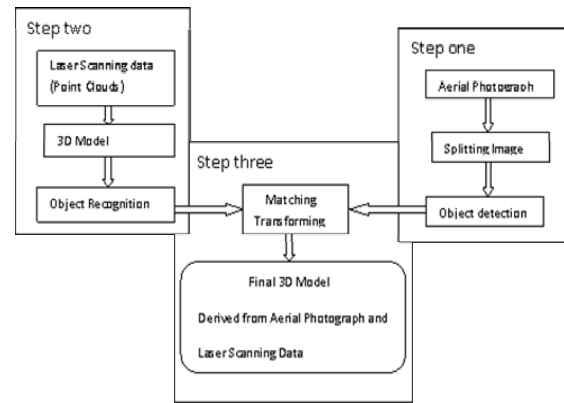 Step two
Laser Scanning data
(Point Clouds)
3D Model
Object Recognition
Step one
Aerial Photograph
Splitting Image
Object detection
Step three
Matching
Transforming
Final 3D Model
Derived from Aerial Photograph and
Laser Scanning Data